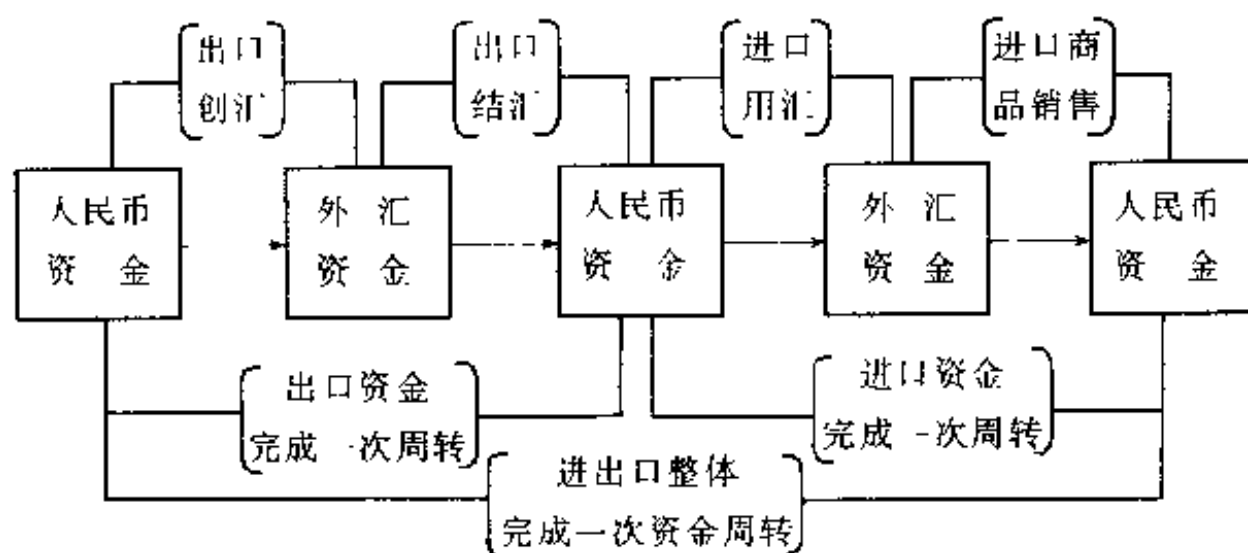 出口
创汇
出口
结汇
进口
用汇
进口商
品销售
人民币
资 金
外 汇
资 金
人民币
资 金
外 汇
资 金
人民币
资 金
出口资金
完成一次周转
进口资金
完成一次周转
进出口整体
完成一次资金周转